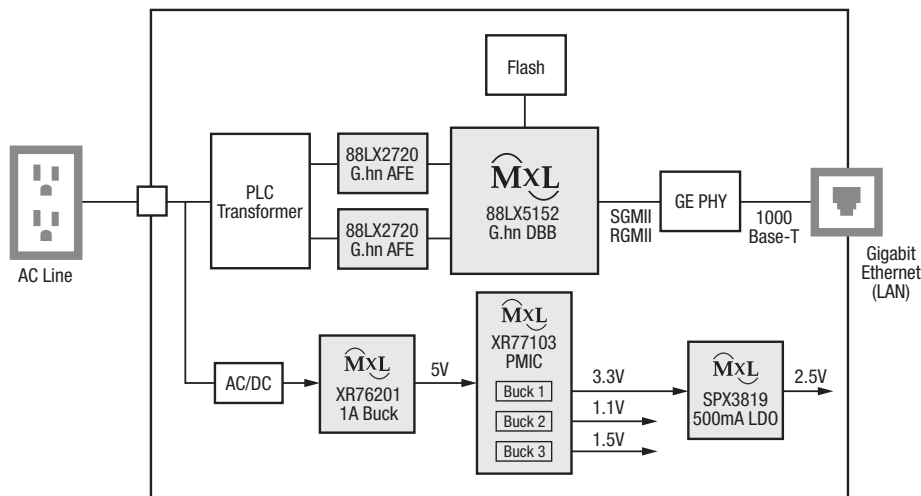 Flash
88LX2720
G.hn AFE
MxL
88LX5152
G.hn DBB
PLC
Transformer
88LX2720
G.hn AFE
SGMII
RGMII
GE PHY
1000
Base-T
AC Line
Gigabit
Ethernet
(LAN)
MxL
XR77103
PMIC
AC/DC
MxL
XR76201
1A Buck
5V
Buck 1
Buck 2
Buck 3
3.3V
1.1V
1.5V
MxL
SPX3819
500mA LDO
2.5V